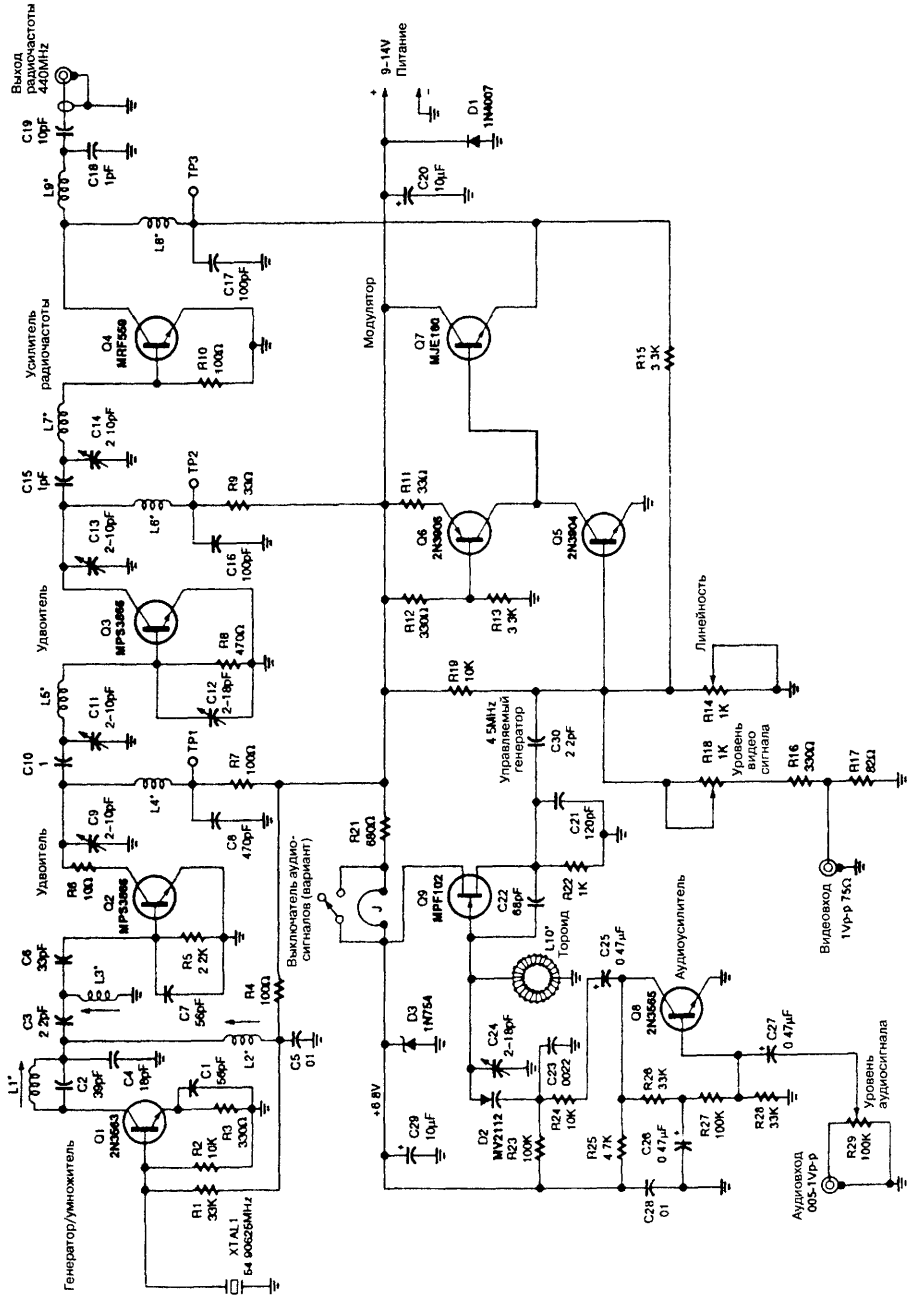 Генератор/умножитель
Удвоитель
Удвоитель
Усилитель
радиочастоты
Выход
радиочастоты
440MHz
L1*
C2
39pF
C4
18pF
C3
2 2pF
L3*
C6
33pF
R6
10Ω
C9
2–10pF
C10
1
C11
2–10pF
L5*
C13
2–10pF
C15
1pF
C14
2 10pF
L7*
L9*
C18
1pF
C19
10pF
Q1
2N3563
C1
56pF
R1
33K
R2
10K
R3
330Ω
XTAL1
54 90625MHz
L2*
C5
01
R4
100Ω
C7
56pF
R5
2 2K
Q2
MPS3866
L4*
TP1
C8
470pF
R7
100Ω
Q3
MPS3866
C12
2–18pF
R8
470Ω
L6*
TP2
C16
100pF
R9
33Ω
Q4
MRF559
R10
100Ω
L8*
TP3
C17
100pF
Выключатель аудио-
сигналов (вариант)
J
R21
680Ω
+6 8V
C29
10μF
D3
1N754
Модулятор
9–14V
Питание
+
–
C20
10μF
D1
1N4007
R12
330Ω
R13
3 3K
R11
33Ω
Q6
2N3906
Q7
MJE180
Q5
2N3904
R15
3 3K
R19
10K
4 5MHz
Управляемый
генератор
C30
2 2pF
Q9
MPF102
C22
68pF
C21
120pF
R22
1K
L10*
Тороид
C24
2–18pF
D2
MV2112
C23
0022
R23
100K
R24
10K
C25
0.47μF
R25
4.7K
Аудиоусилитель
Q8
2N3565
R26
33K
C26
0.47μF
C28
01
R27
100K
R28
33K
C27
0.47μF
Уровень
аудиосигнала
R29
100K
Аудиовход
005-1Vp-p
R18
1K
Уровень
видео
сигнала
R14
1K
Линейность
R16
330Ω
R17
82Ω
Видеовход
1Vp-p 75Ω